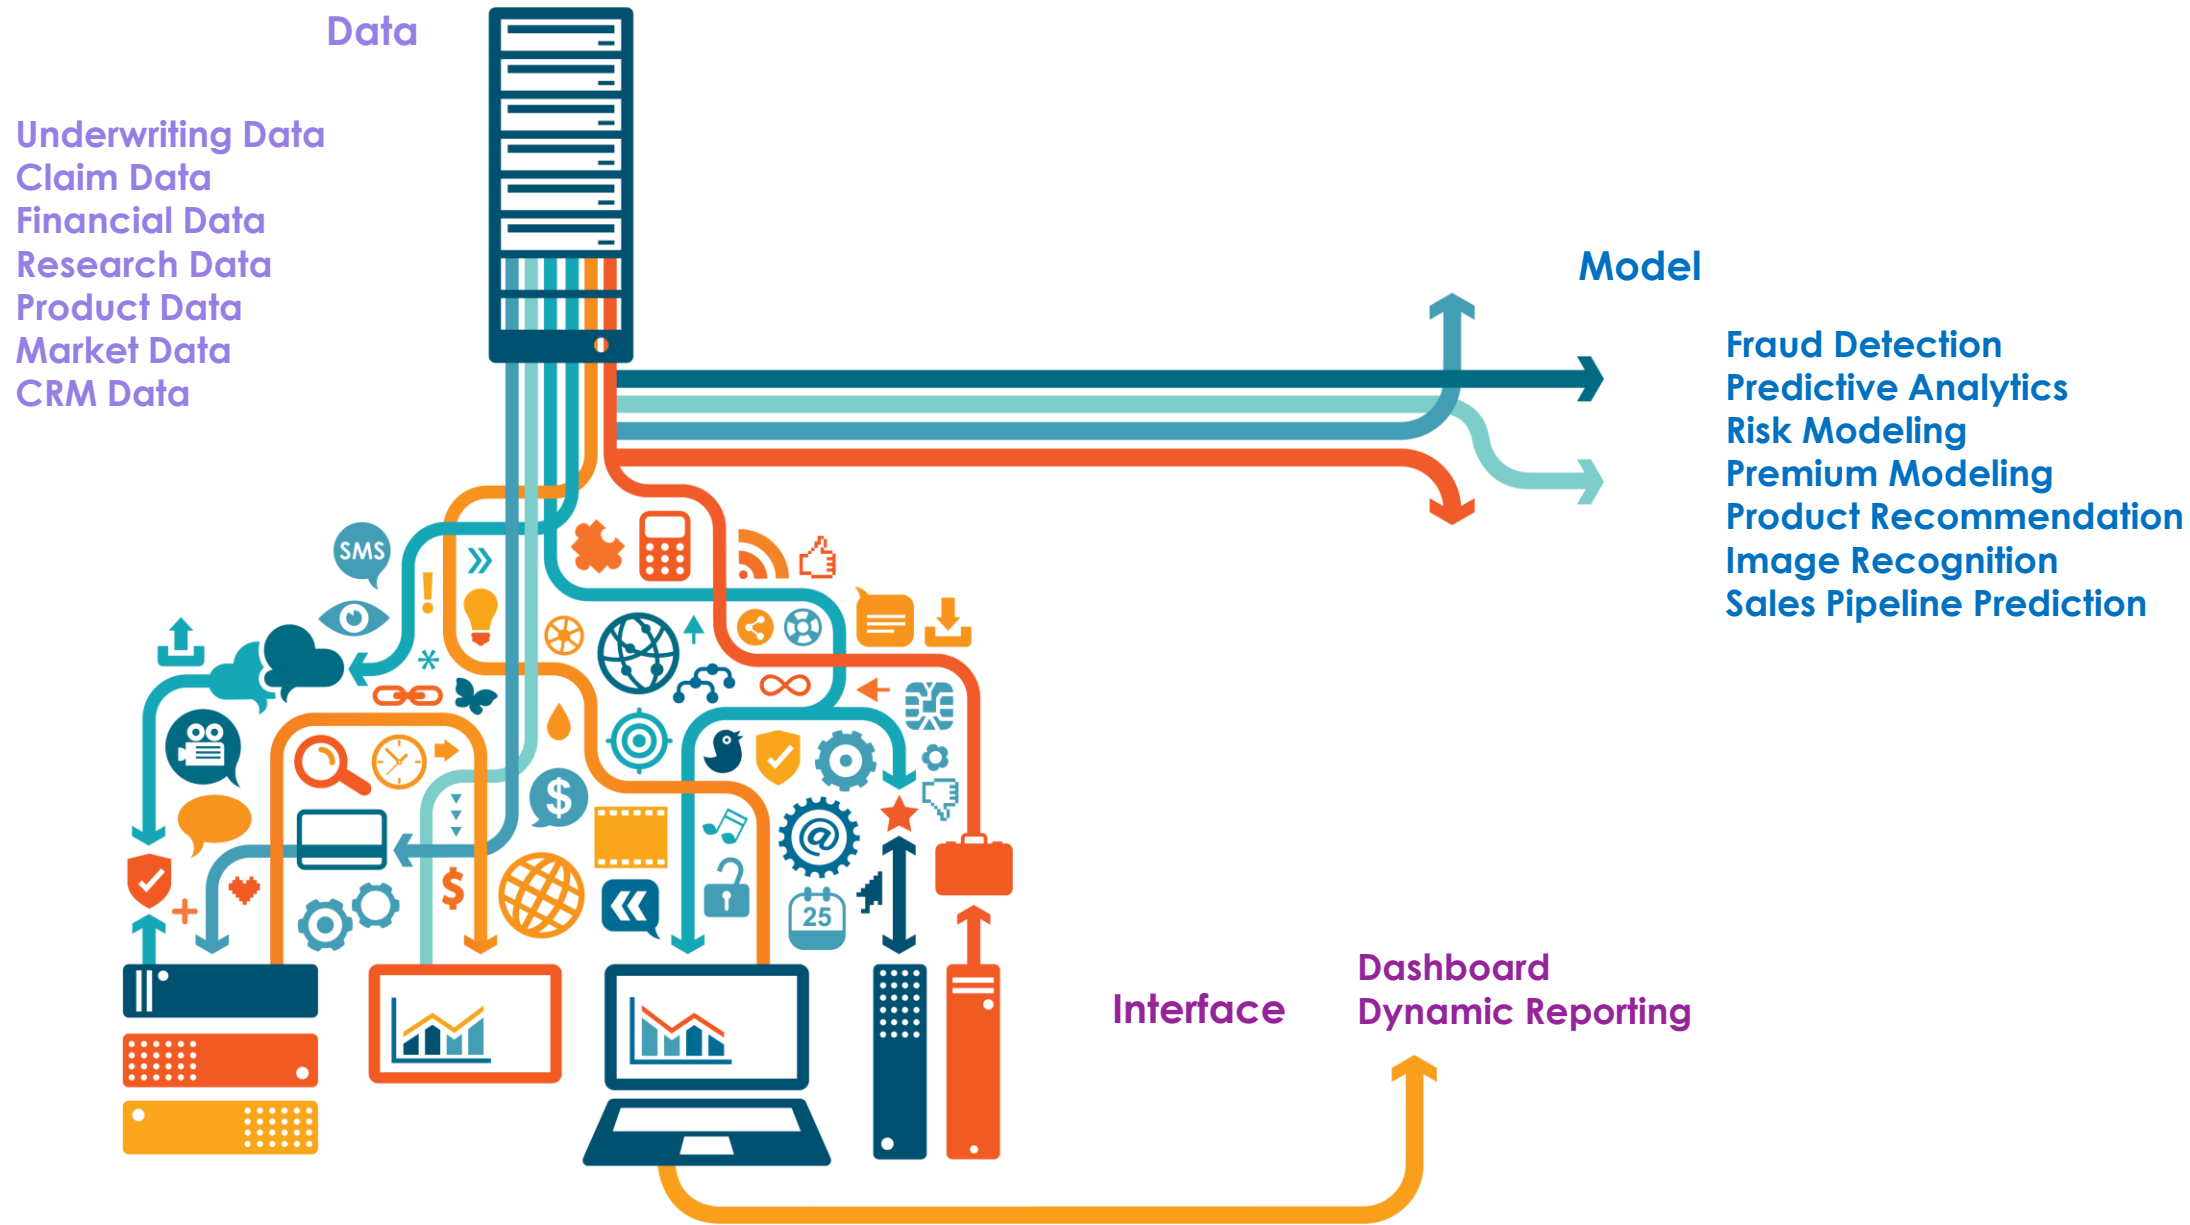 Data
Underwriting Data
Claim Data
Financial Data
Research Data
Product Data
Market Data
CRM Data
Model
Fraud Detection
Predictive Analytics
Risk Modeling
Premium Modeling
Product Recommendation
Image Recognition
Sales Pipeline Prediction
SMS
!
*
$
@
$
25
Interface
Dashboard
Dynamic Reporting